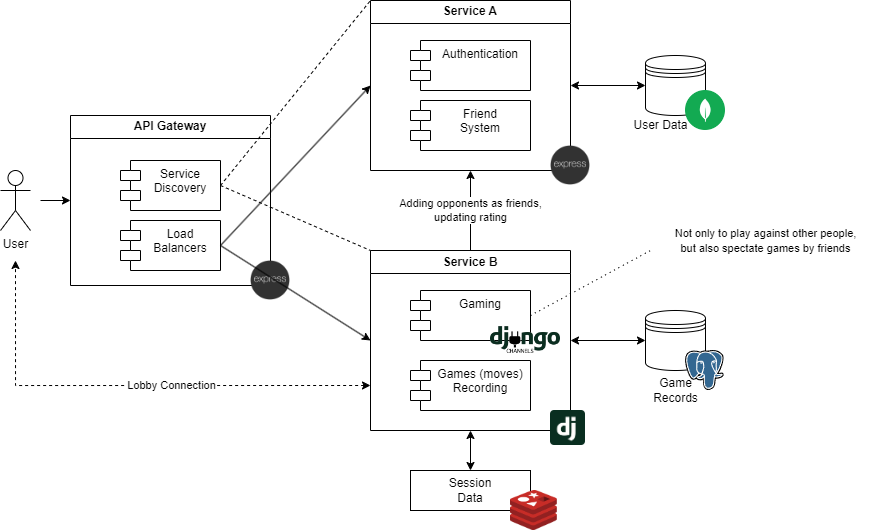 Service A
Authentication
Friend
System
User Data
express
API Gateway
Service
Discovery
Load
Balancers
express
User
Adding opponents as friends,
updating rating
Not only to play against other people,
but also spectate games by friends
Service B
Gaming
django
CHANNELS
Games (moves)
Recording
dj
Game
Records
Lobby Connection
Session
Data